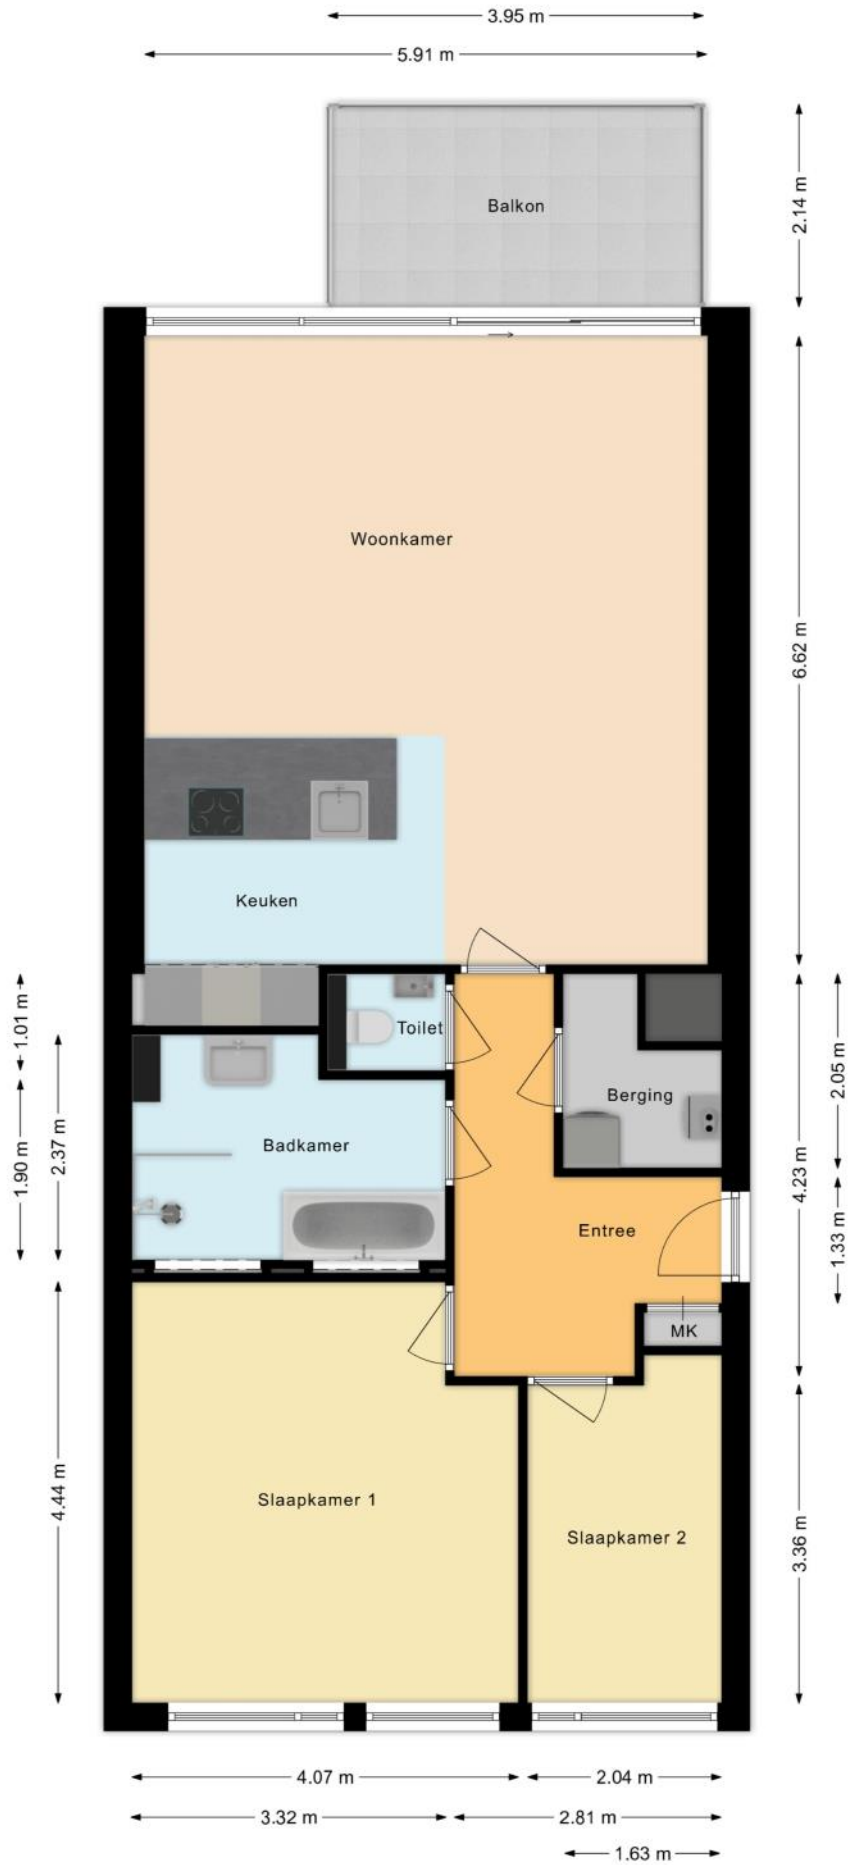 3.95 m
5.91 m
Balkon
2.14 m
Woonkamer
6.62 m
Keuken
Toilet
1.01 m
Berging
2.05 m
Badkamer
1.90 m
2.37 m
4.23 m
Entree
1.33 m
MK
Slaapkamer 1
4.44 m
Slaapkamer 2
3.36 m
4.07 m
2.04 m
3.32 m
2.81 m
1.63 m